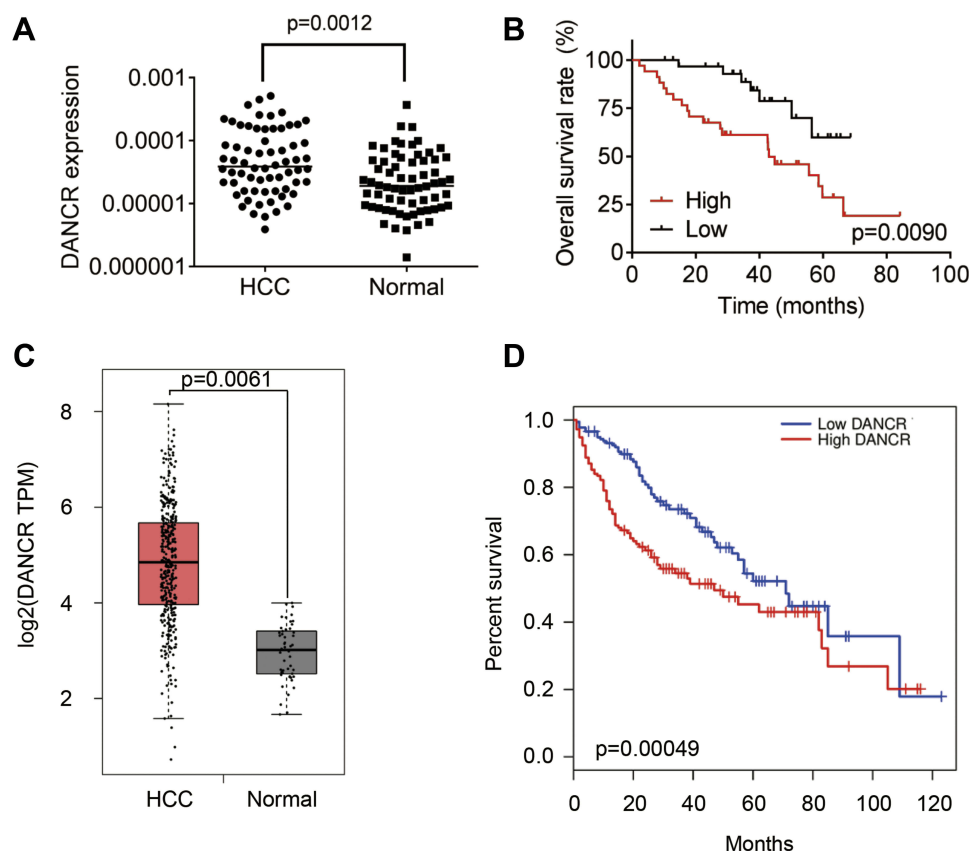 A
p=0.0012
DANCR expression
0.001
0.0001
0.00001
0.000001
HCC
Normal
B
Overall survival rate (%)
100
75
50
25
0
High
Low
p=0.0090
0
20
40
60
80
100
Time (months)
C
p=0.0061
log2(DANCR TPM)
8
6
4
2
HCC
Normal
D
Percent survival
1.0
0.8
0.6
0.4
0.2
0.0
Low DANCR
High DANCR
p=0.00049
0
20
40
60
80
100
120
Months